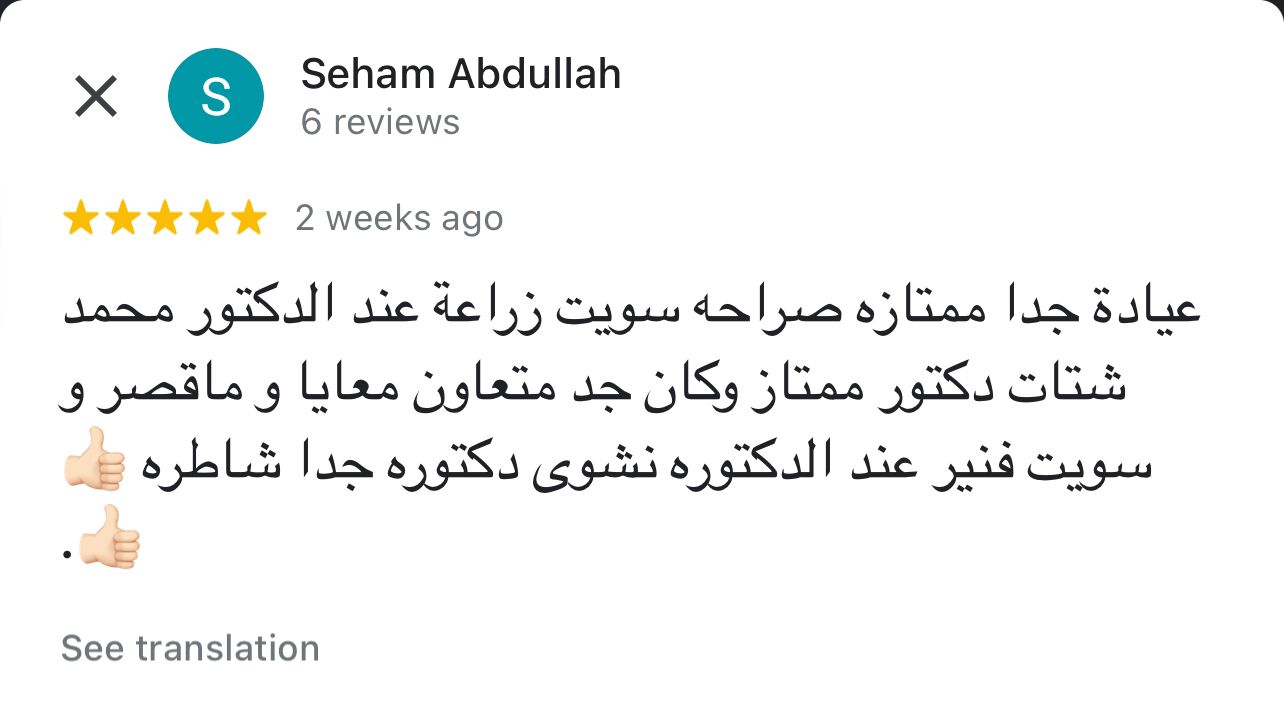 Seham Abdullah
S
6 reviews
2 weeks ago
عيادة جدا ممتازه صراحه سويت زراعة عند الدكتور محمد
شتات دكتور ممتاز وكان جد متعاون معايا و ماقصر و
سويت فنير عند الدكتوره نشوى دكتوره جدا شاطره 👍🏻
👍🏻.
See translation